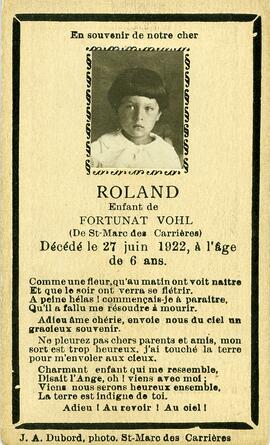 En souvenir de notre cher
ROLAND
Enfant de
FORTUNAT VOHL
(De St-Marc des Carrières)
Décédé le 27 juin 1922, à l'âge
de 6 ans.
Comme une fleur, qu'au matin ont voit naître
Et que le soir ont verra se flétrir.
A peine hélas! commençais-je à paraître,
Qu'il a fallu me résoudre à mourir.
Adieu âme chérie, envoie nous du ciel un
gracieux souvenir.
Ne pleurez pas chers parents et amis, mon
sort est trop heureux, j'ai touché la terre
pour m'envoler aux cieux.
Charmant enfant qui me ressemble,
Disait l'Ange, oh! viens avec moi;
Viens nous serons heureux ensemble,
La terre est indigne de toi.
Adieu! Au revoir! Au ciel!
J. A. Dubord, photo. St-Marc des Carrières